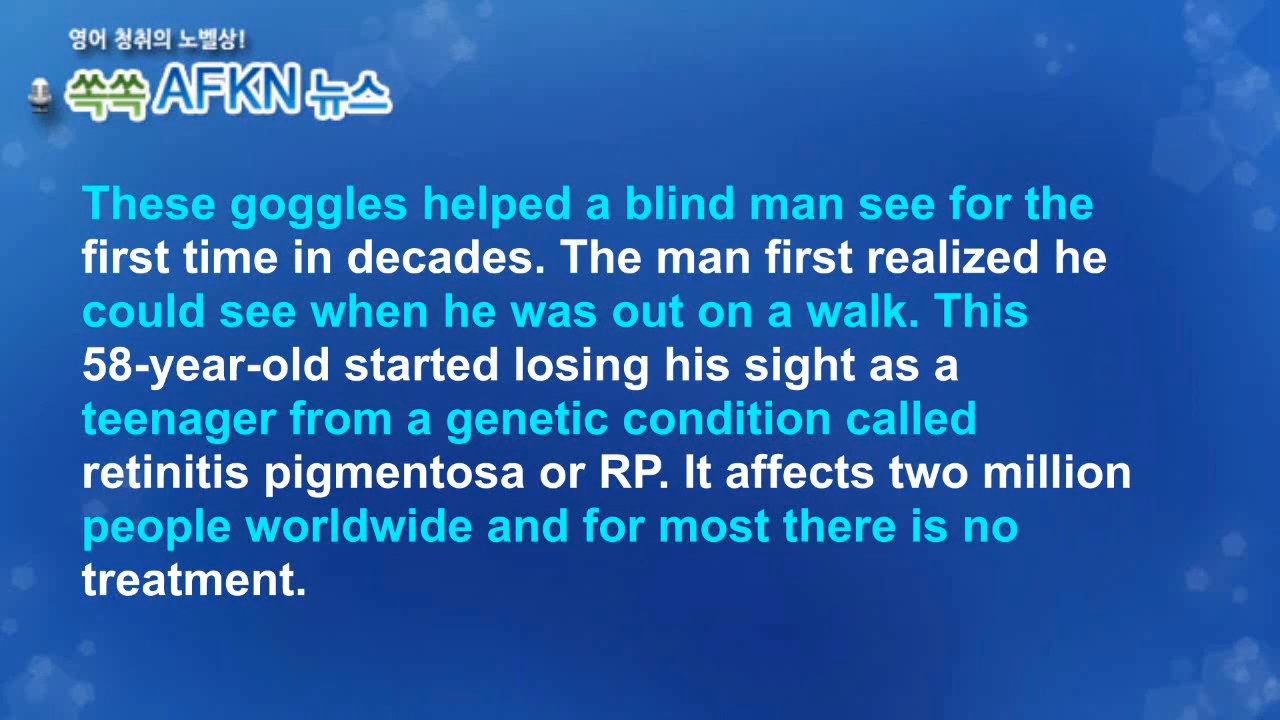 영어 청취의 노벨상!
쏙쏙 AFKN 뉴스
These goggles helped a blind man see for the
first time in decades. The man first realized he
could see when he was out on a walk. This
58-year-old started losing his sight as a
teenager from a genetic condition called
retinitis pigmentosa or RP. It affects two million
people worldwide and for most there is no
treatment.